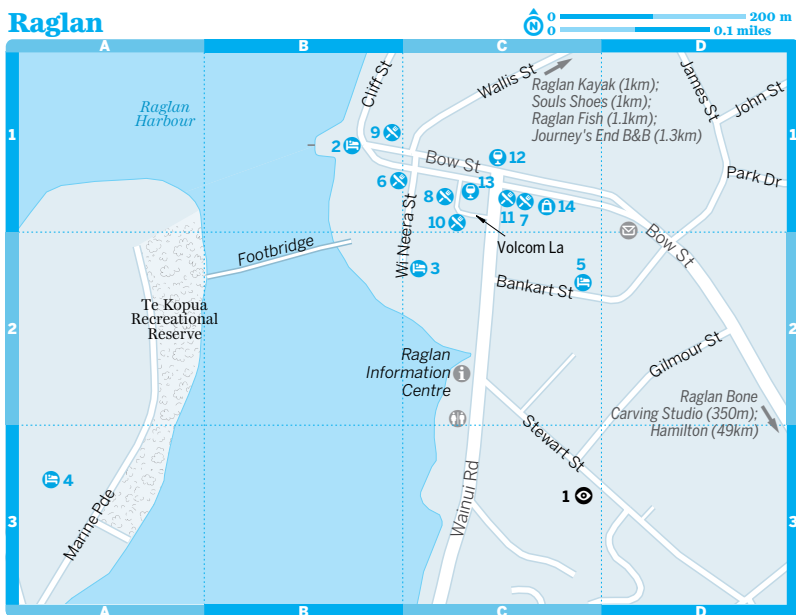 Raglan
N
0 200 m
0 0.1 miles
A B C D
1
2
3
Raglan
Harbour
Cliff St
Wallis St
Raglan Kayak (1km);
Souls Shoes (1km);
Raglan Fish (1.1km);
Journey's End B&B (1.3km)
James St
John St
Park Dr
9
2
Bow St
12
6
8
13
11
7
14
10
Volcom La
Wi Neera St
Bow St
Footbridge
3
5
Bankart St
Te Kopua
Recreational
Reserve
Raglan
Information
Centre
i
Gilmour St
Raglan Bone
Carving Studio (350m);
Hamilton (49km)
Stewart St
4
1
Wainui Rd
Marine Pde
1
2
3
A B C D